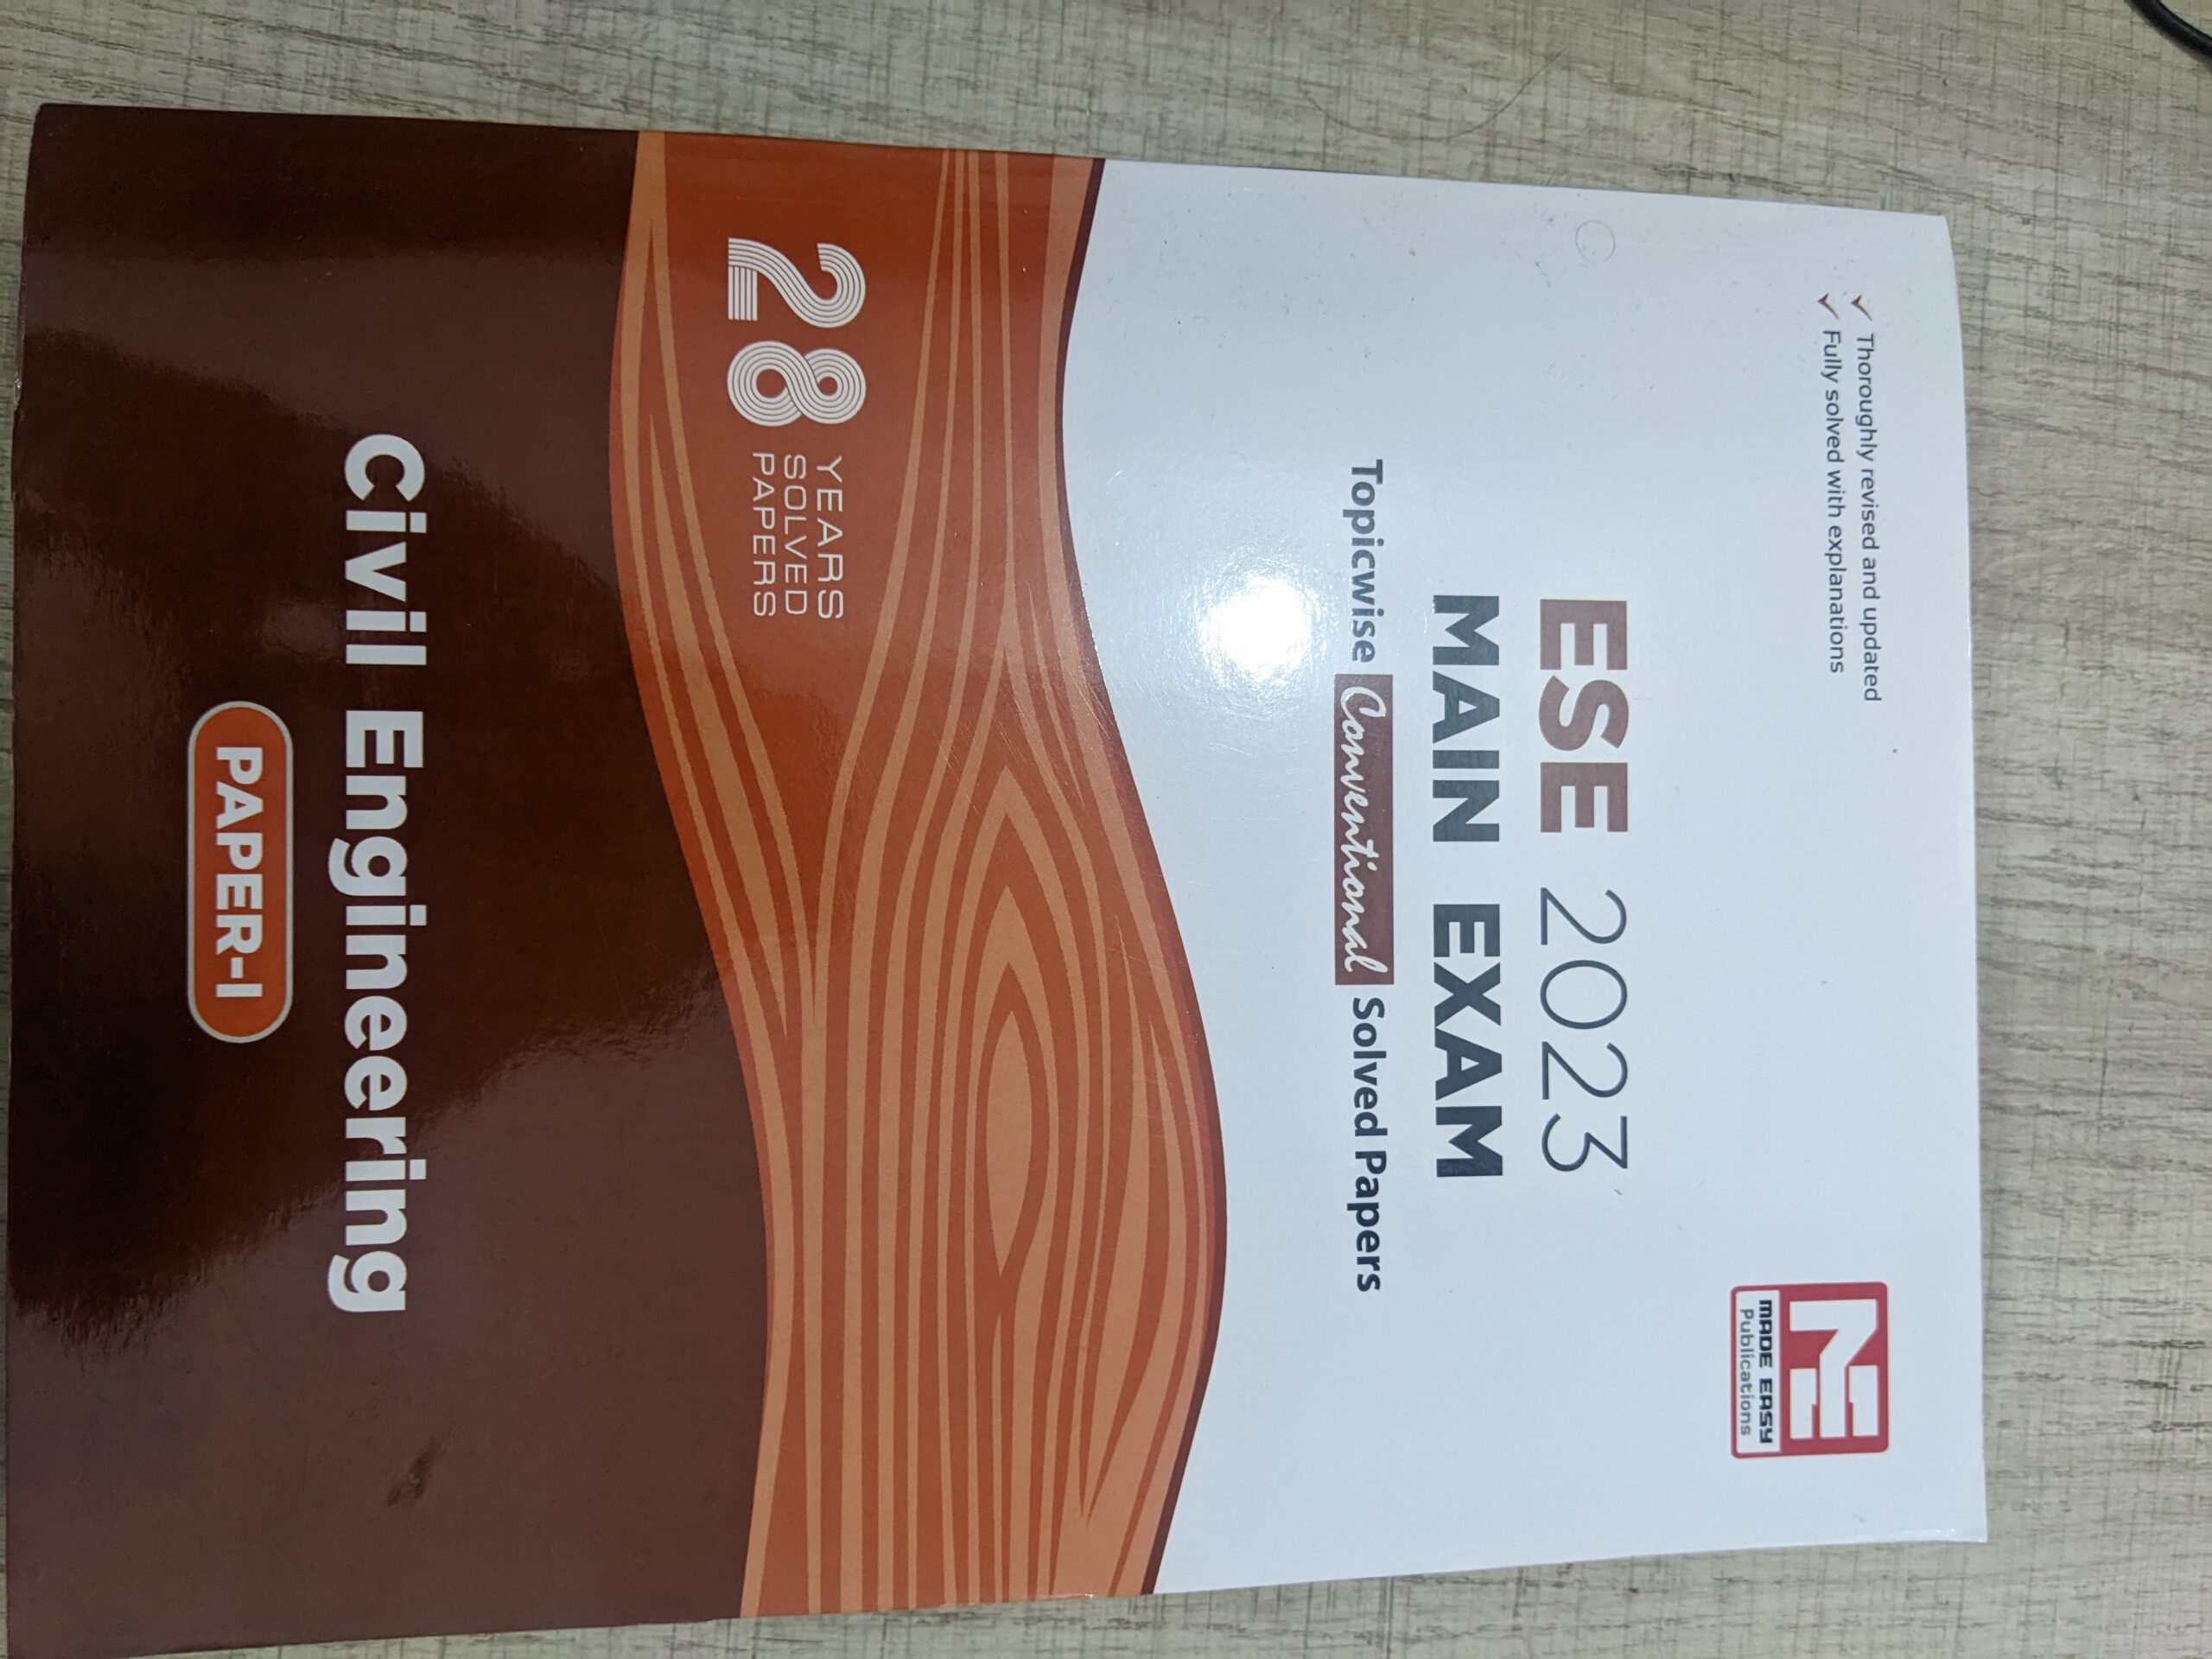 Thoroughly revised and updated
Fully solved with explanations
MADE EASY
Publications
ESE 2023
MAIN EXAM
Topicwise Conventional Solved Papers
28 YEARS
SOLVED
PAPERS
Civil Engineering
PAPER-I